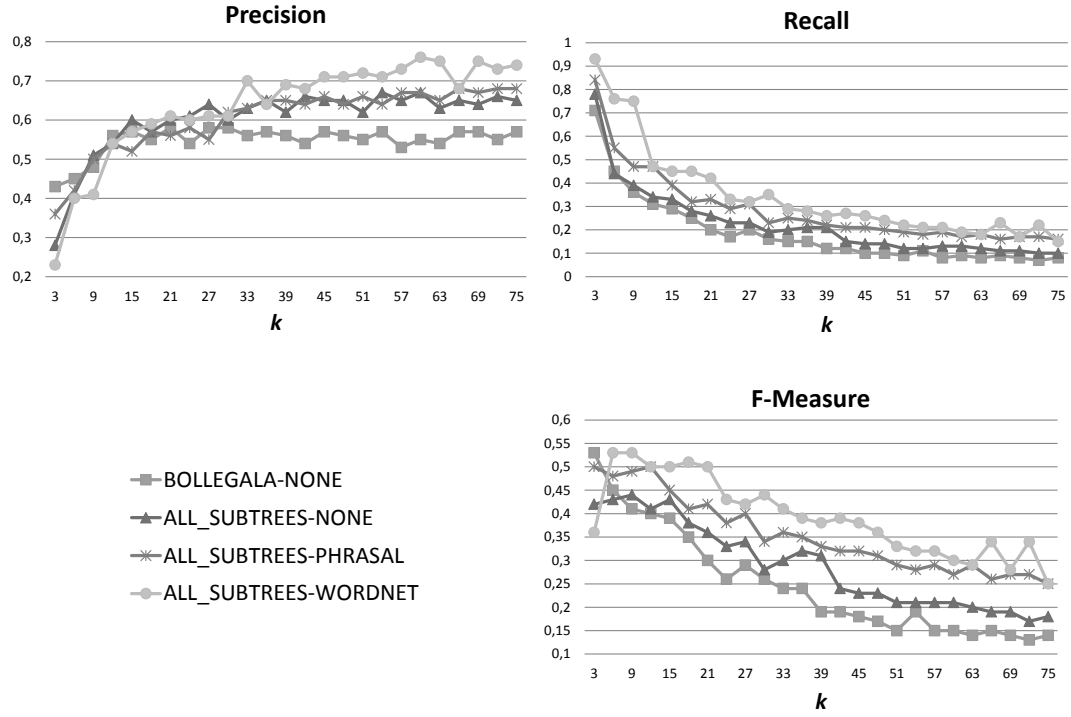 Precision
0,8
0,7
0,6
0,5
0,4
0,3
0,2
3 9 15 21 27 33 39 45 51 57 63 69 75
k
Recall
1
0,9
0,8
0,7
0,6
0,5
0,4
0,3
0,2
0,1
0
3 9 15 21 27 33 39 45 51 57 63 69 75
k
BOLLEGALA-NONE
ALL_SUBTREES-NONE
ALL_SUBTREES-PHRASAL
ALL_SUBTREES-WORDNET
F-Measure
0,6
0,55
0,5
0,45
0,4
0,35
0,3
0,25
0,2
0,15
0,1
3 9 15 21 27 33 39 45 51 57 63 69 75
k